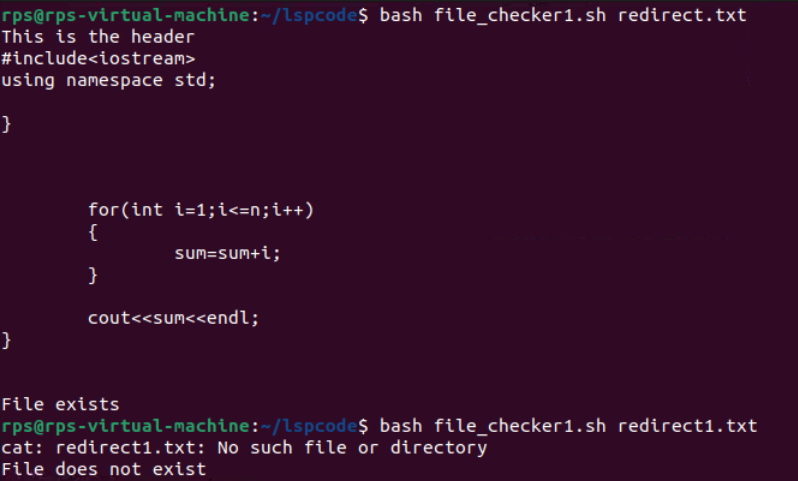 rps@rps-virtual-machine:~/lspcode$ bash file_checker1.sh redirect.txt
This is the header
#include<iostream>
using namespace std;
}
for(int i=1;i<=n;i++)
{
sum=sum+i;
}
cout<<sum<<endl;
}
File exists
rps@rps-virtual-machine:~/lspcode$ bash file_checker1.sh redirect1.txt
cat: redirect1.txt: No such file or directory
File does not exist